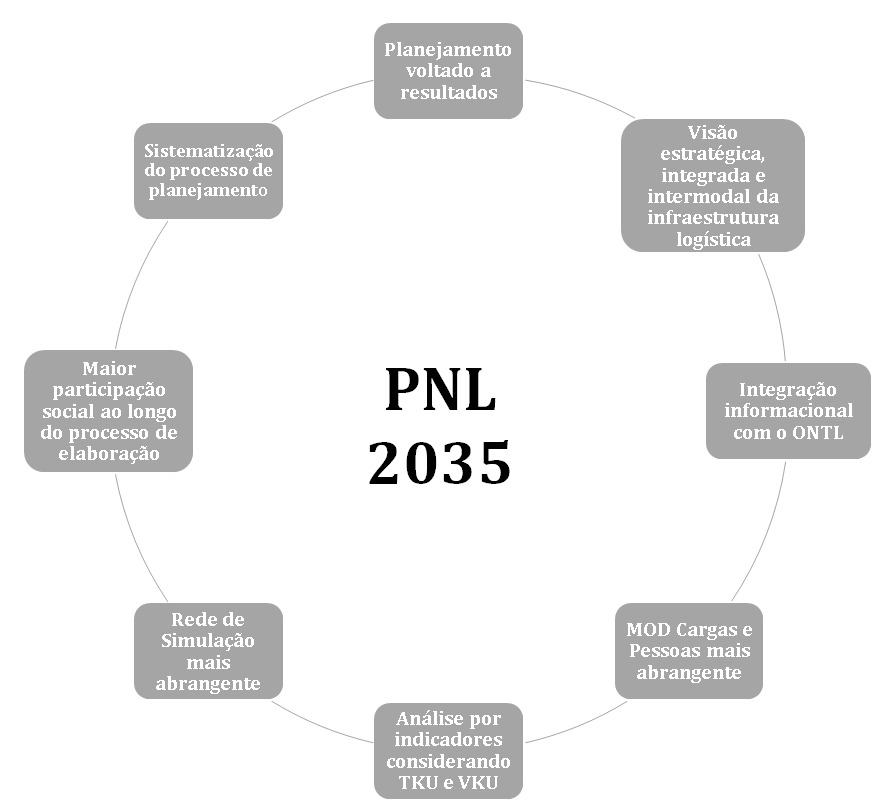 Planejamento
voltado a
resultados
Visão
estratégica,
integrada e
intermodal da
infraestrutura
logística
Integração
informacional
com o ONTL
MOD Cargas e
Pessoas mais
abrangente
Análise por
indicadores
considerando
TKU e VKU
Rede de
Simulação
mais
abrangente
Maior
participação
social ao longo
do processo de
elaboração
Sistematização
do processo de
planejamento
PNL
2035